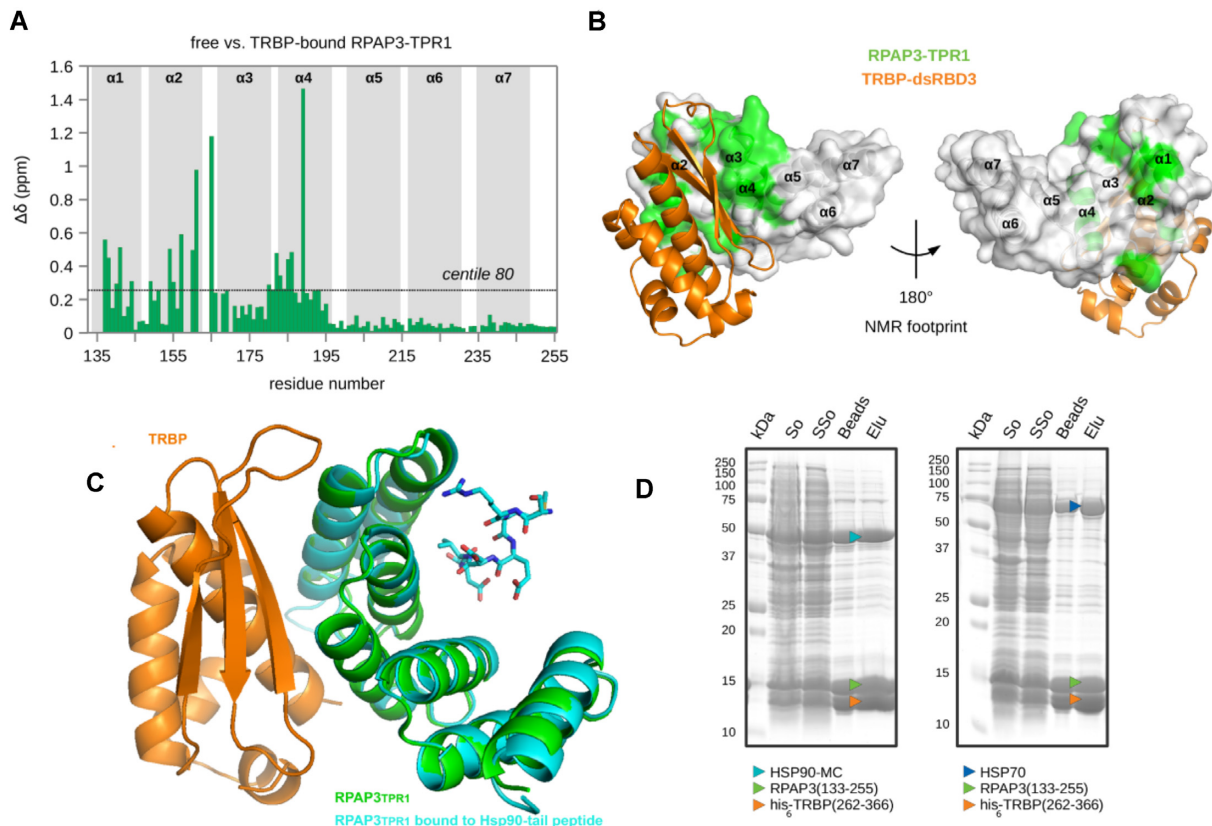 A
free vs. TRBP-bound RPAP3-TPR1
Δδ (ppm)
1.6
1.4
1.2
1
0.8
0.6
0.4
0.2
0
α1 α2 α3 α4 α5 α6 α7
centile 80
135 155 175 195 215 235 255
residue number
B
RPAP3-TPR1
TRBP-dsRBD3
α2 α3 α4 α5 α6 α7
α7 α6 α5 α4 α3 α2 α1
180°
NMR footprint
C
TRBP
RPAP3TPR1
RPAP3TPR1 bound to Hsp90-tail peptide
D
kDa So SSo Beads Elu
250
150
100
75
50
37
25
20
15
10
HSP90-MC
RPAP3(133-255)
his6-TRBP(262-366)
kDa So SSo Beads Elu
250
150
100
75
50
37
25
20
15
10
HSP70
RPAP3(133-255)
his6-TRBP(262-366)